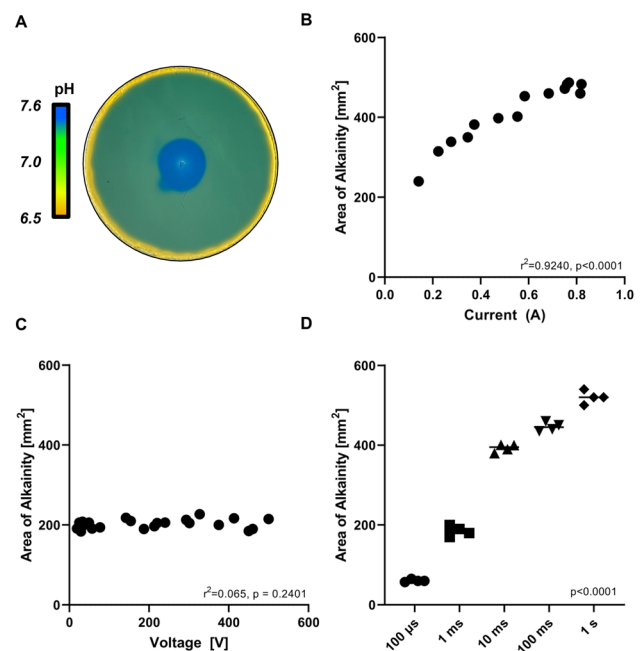 A
pH
7.6
7.0
6.5
B
Area of Alkainity [mm²]
600
400
200
0
0.0 0.2 0.4 0.6 0.8 1.0
r²=0.9240, p<0.0001
Current (A)
C
Area of Alkainity [mm²]
600
400
200
0
0 200 400 600
r²=0.065, p = 0.2401
Voltage [V]
D
Area of Alkainity [mm²]
600
400
200
0
p<0.0001
100 µs 1 ms 10 ms 100 ms 1 s